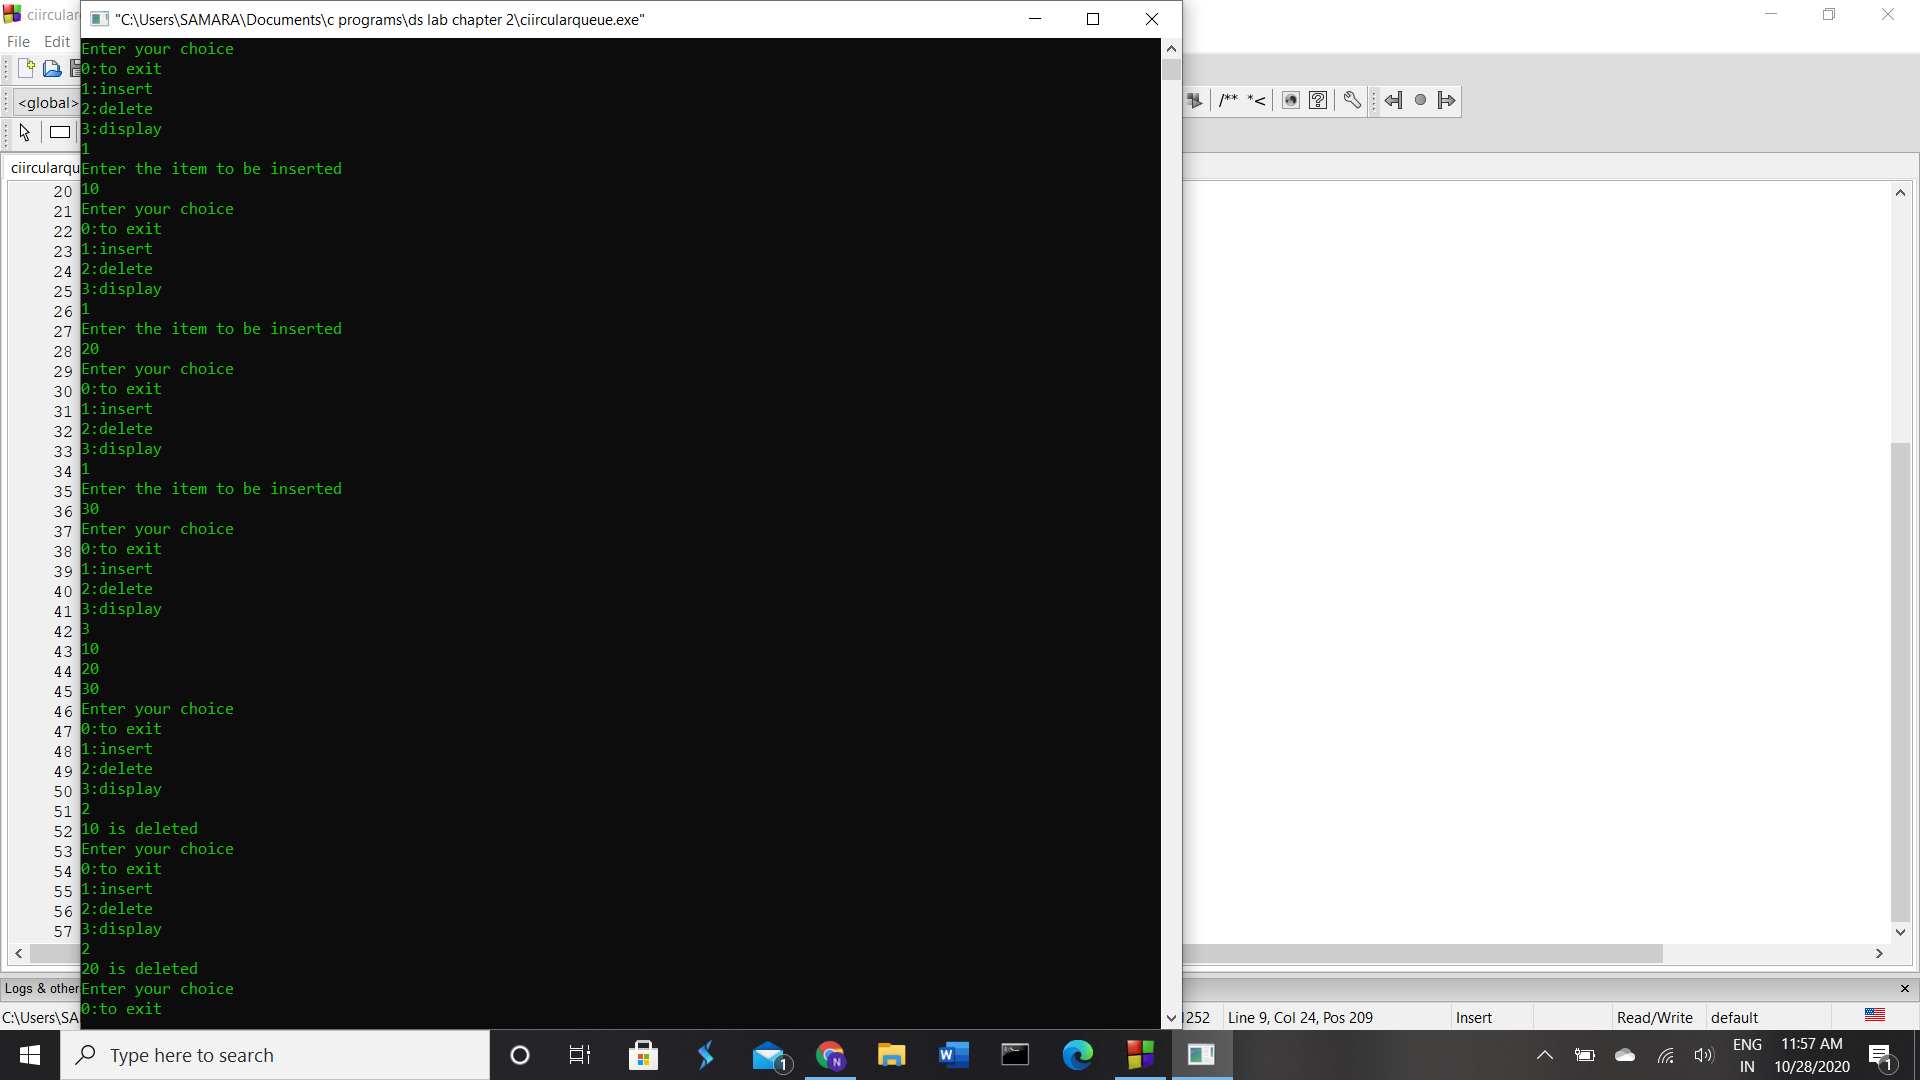 ciircular
"C:\Users\SAMARA\Documents\c programs\ds lab chapter 2\ciircularqueue.exe"
File Edit
<global>
/** *<
ciircularqu
Enter your choice
0:to exit
1:insert
2:delete
3:display
1
Enter the item to be inserted
10
Enter your choice
0:to exit
1:insert
2:delete
3:display
1
Enter the item to be inserted
20
Enter your choice
0:to exit
1:insert
2:delete
3:display
1
Enter the item to be inserted
30
Enter your choice
0:to exit
1:insert
2:delete
3:display
3
10
20
30
Enter your choice
0:to exit
1:insert
2:delete
3:display
2
10 is deleted
Enter your choice
0:to exit
1:insert
2:delete
3:display
2
20 is deleted
Enter your choice
0:to exit
20
21
22
23
24
25
26
27
28
29
30
31
32
33
34
35
36
37
38
39
40
41
42
43
44
45
46
47
48
49
50
51
52
53
54
55
56
57
Logs & other
C:\Users\SA
1252 Line 9, Col 24, Pos 209 Insert Read/Write default
Type here to search
1
N
W
ENG
IN
11:57 AM
10/28/2020
1